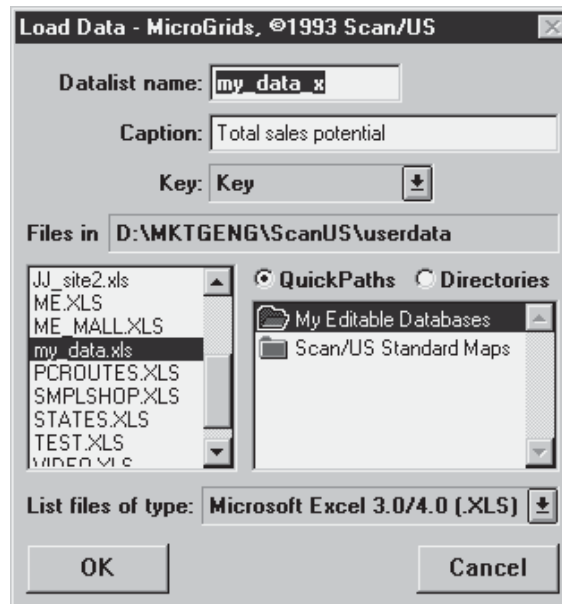 Load Data - MicroGrids, ©1993 Scan/US
Datalist name: my_data_x
Caption: Total sales potential
Key: Key
Files in D:\MKTGENG\ScanUS\userdata
JJ_site2.xls
ME.XLS
ME_MALL.XLS
my_data.xls
PCROUTES.XLS
SMPLSHOP.XLS
STATES.XLS
TEST.XLS
VIDEO.XLS
QuickPaths Directories
My Editable Databases
Scan/US Standard Maps
List files of type: Microsoft Excel 3.0/4.0 (.XLS)
OK Cancel